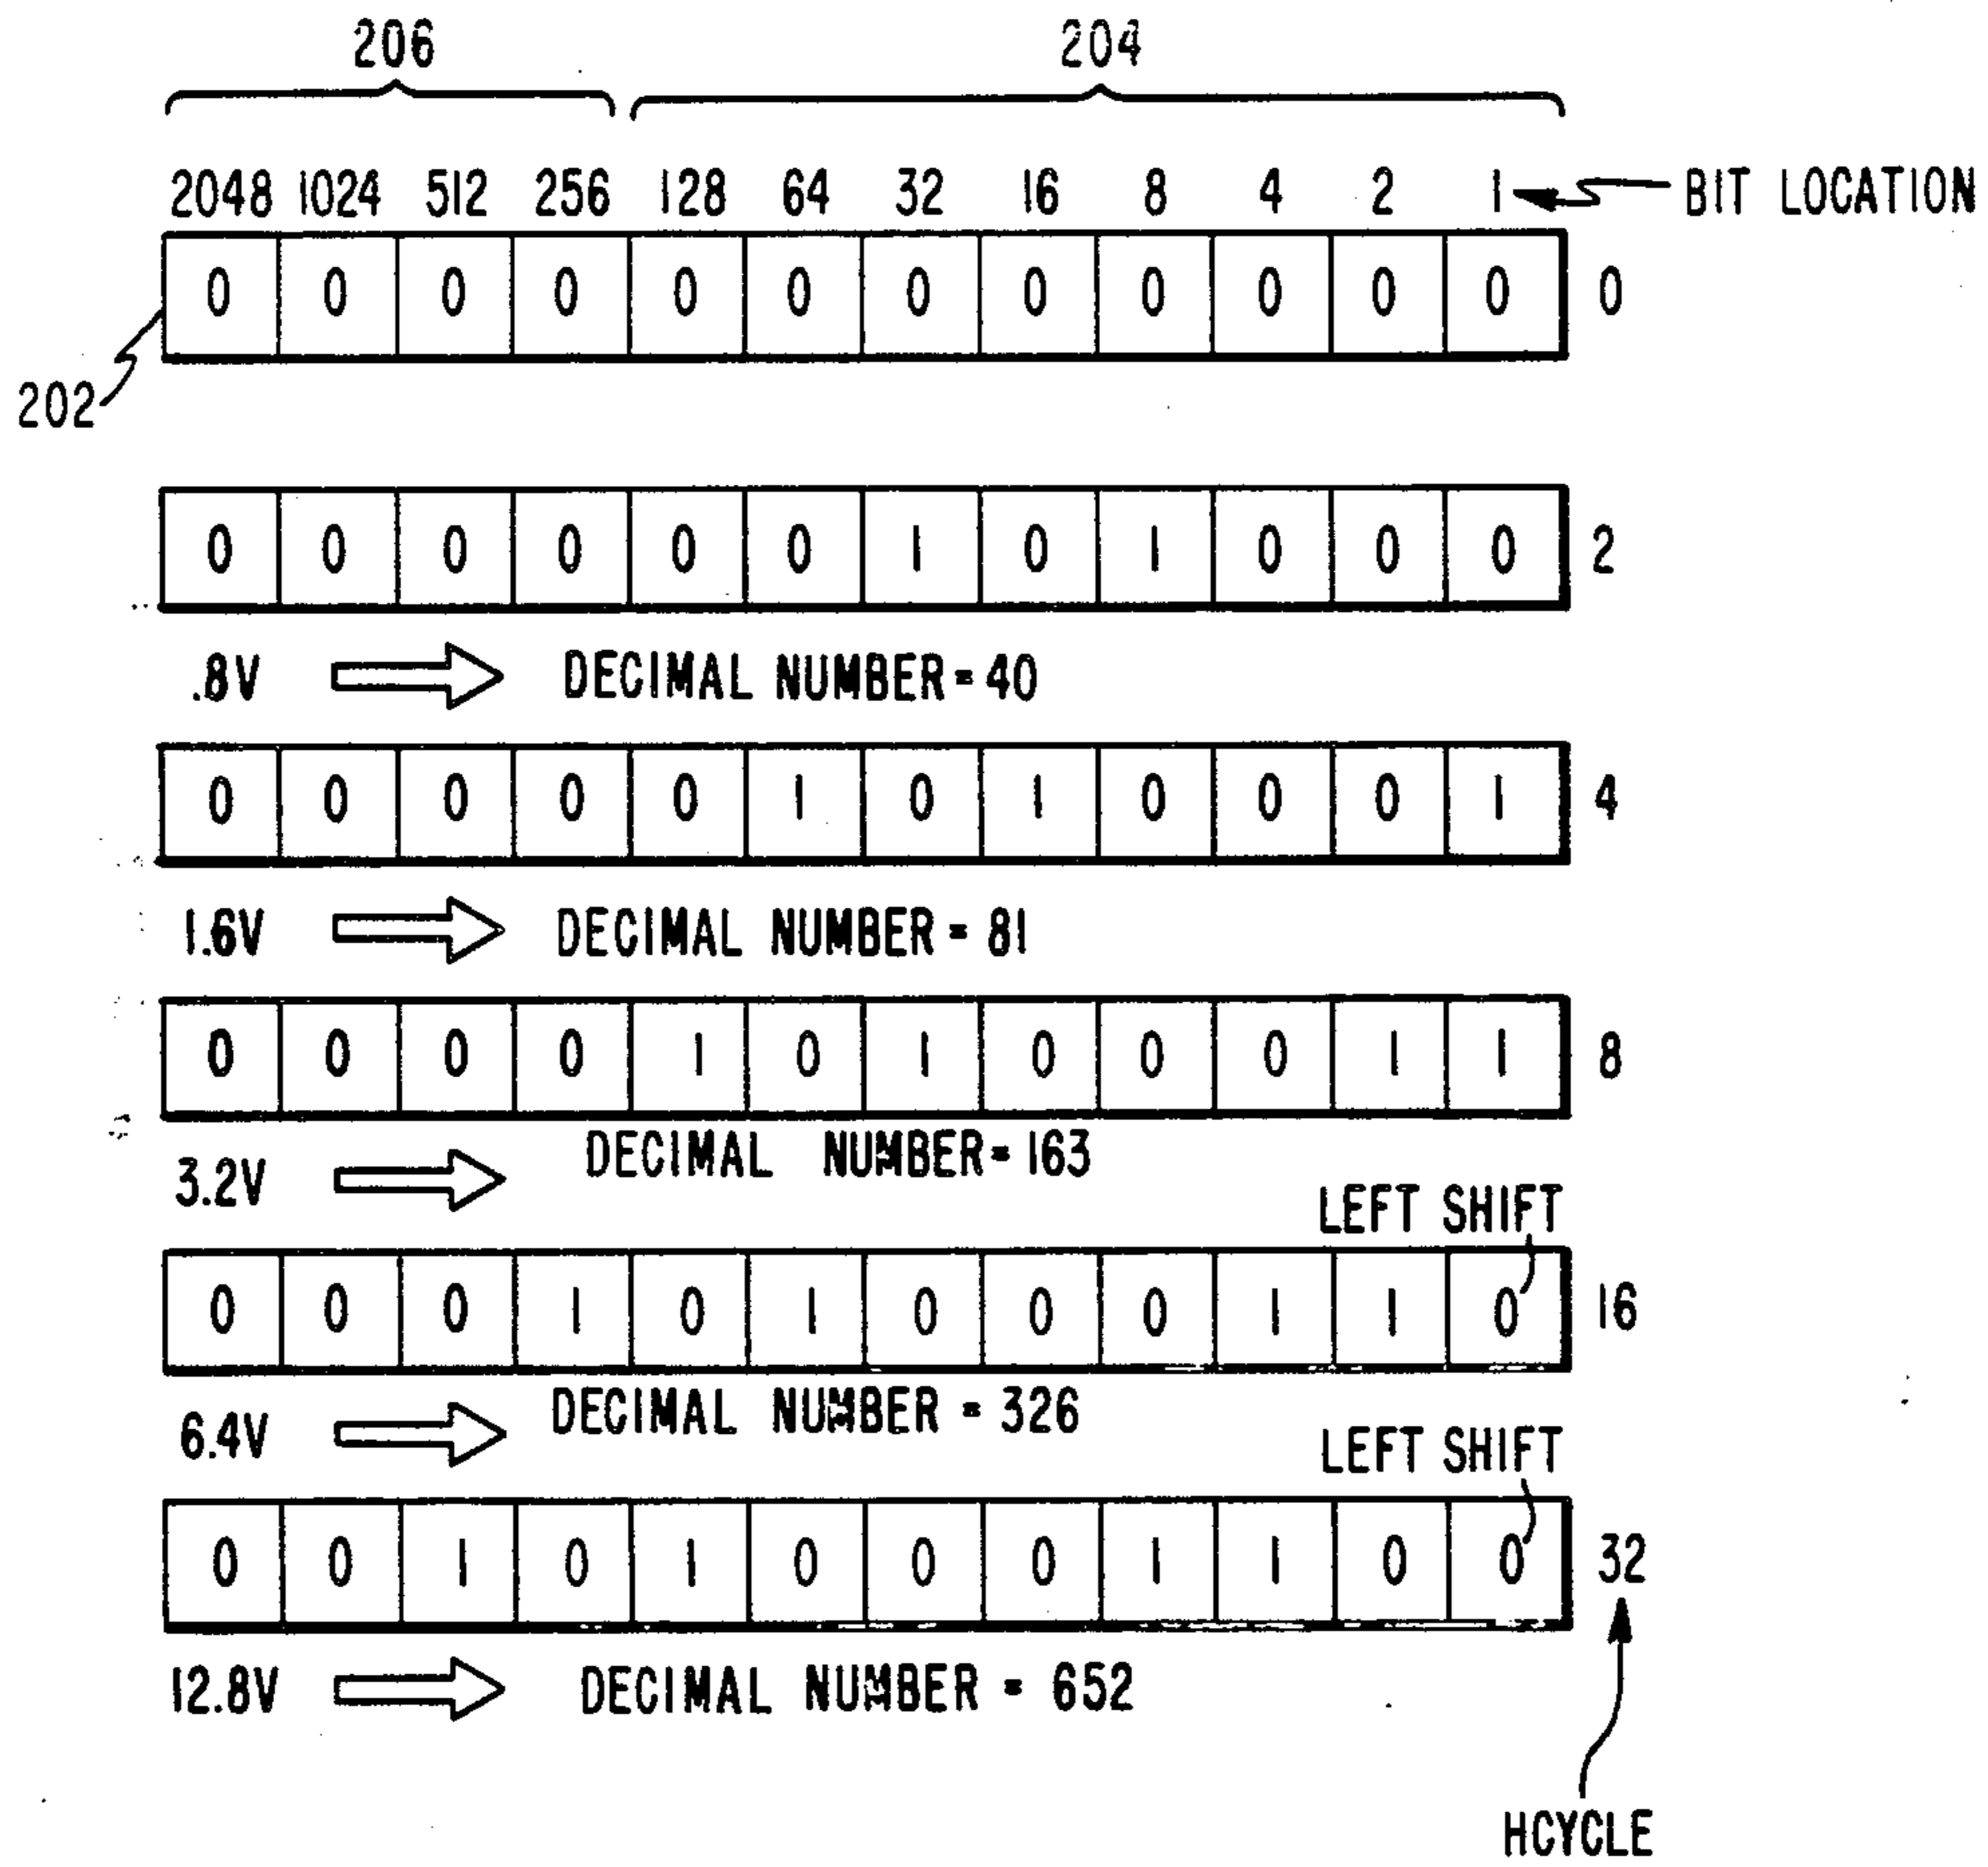 206 204
2048 1024 512 256 128 64 32 16 8 4 2 1 BIT LOCATION
0 0 0 0 0 0 0 0 0 0 0 0 0
202
0 0 0 0 0 0 1 0 1 0 0 0 2
.8V DECIMAL NUMBER = 40
0 0 0 0 0 1 0 1 0 0 0 1 4
1.6V DECIMAL NUMBER = 81
0 0 0 0 1 0 1 0 0 0 1 1 8
3.2V DECIMAL NUMBER = 163
LEFT SHIFT
0 0 0 1 0 1 0 0 0 1 1 0 16
6.4V DECIMAL NUMBER = 326
LEFT SHIFT
0 0 1 0 1 0 0 0 1 1 0 0 32
12.8V DECIMAL NUMBER = 652
HCYCLE